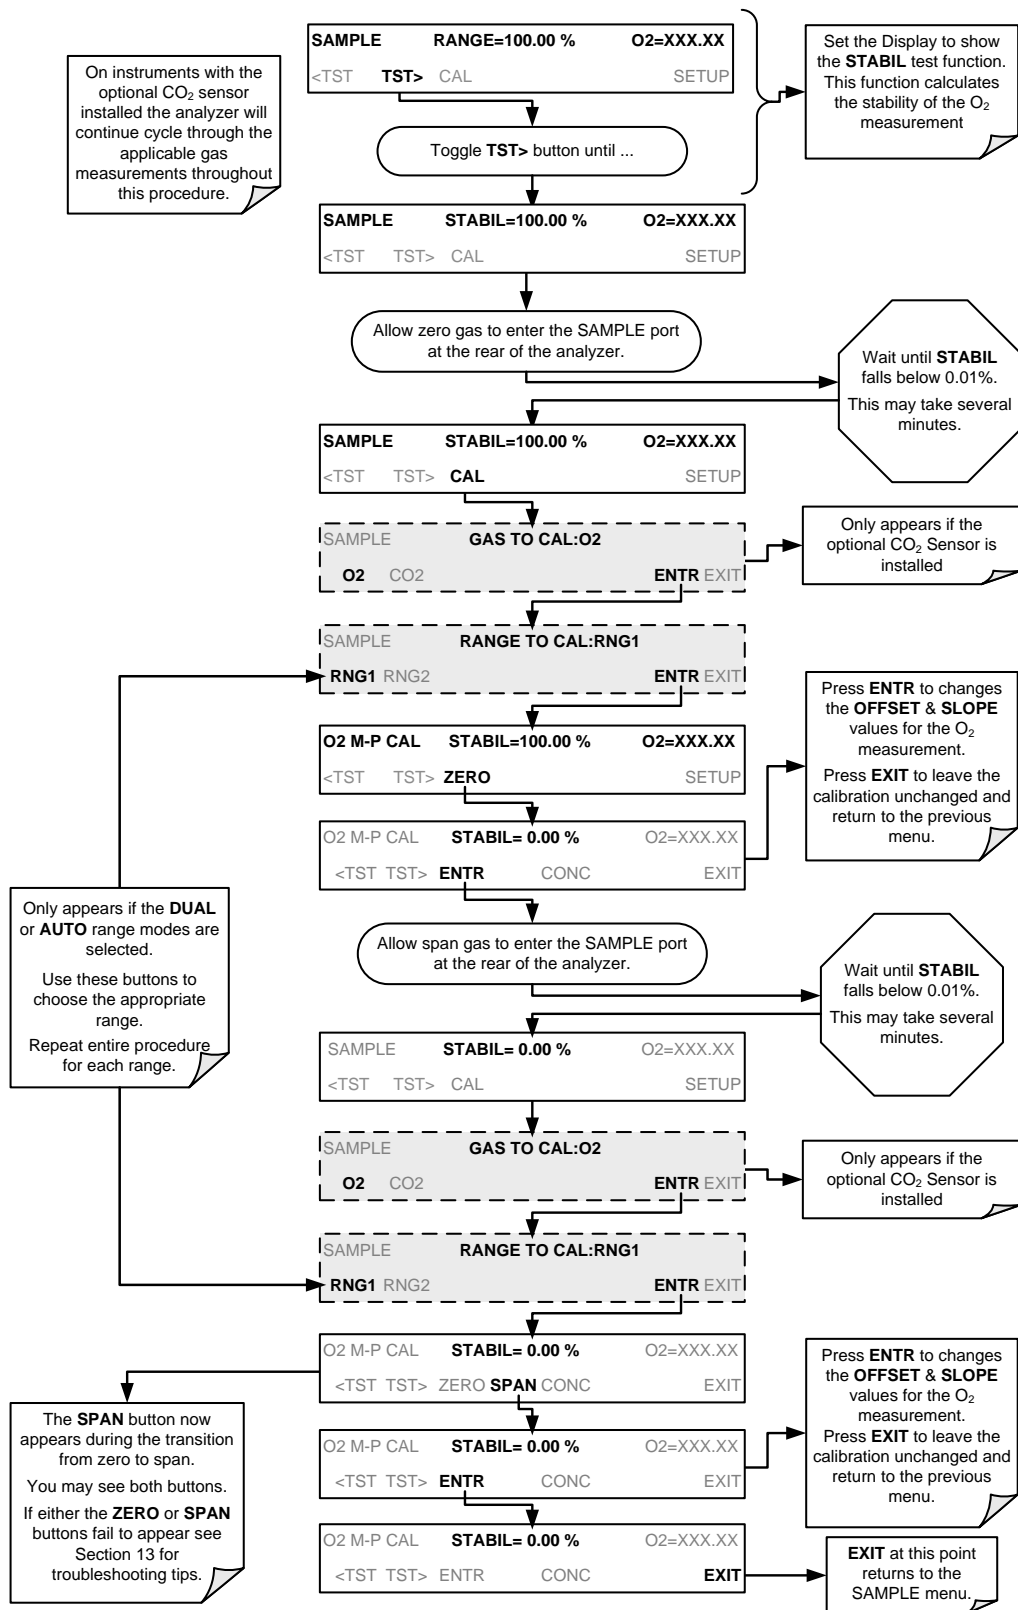 SAMPLE RANGE=100.00 % O2=XXX.XX
<TST TST> CAL SETUP
Set the Display to show
the STABIL test function.
This function calculates
the stability of the O₂
measurement
On instruments with the
optional CO₂ sensor
installed the analyzer will
continue cycle through the
applicable gas
measurements throughout
this procedure.
Toggle TST> button until ...
SAMPLE STABIL=100.00 % O2=XXX.XX
<TST TST> CAL SETUP
Allow zero gas to enter the SAMPLE port
at the rear of the analyzer.
Wait until STABIL
falls below 0.01%.
This may take several
minutes.
SAMPLE STABIL=100.00 % O2=XXX.XX
<TST TST> CAL SETUP
SAMPLE GAS TO CAL:O2
O2 CO2 ENTR EXIT
Only appears if the
optional CO₂ Sensor is
installed
SAMPLE RANGE TO CAL:RNG1
RNG1 RNG2 ENTR EXIT
O2 M-P CAL STABIL=100.00 % O2=XXX.XX
<TST TST> ZERO SETUP
Press ENTR to changes
the OFFSET & SLOPE
values for the O₂
measurement.
Press EXIT to leave the
calibration unchanged and
return to the previous
menu.
O2 M-P CAL STABIL= 0.00 % O2=XXX.XX
<TST TST> ENTR CONC EXIT
Only appears if the DUAL
or AUTO range modes are
selected.
Use these buttons to
choose the appropriate
range.
Repeat entire procedure
for each range.
Allow span gas to enter the SAMPLE port
at the rear of the analyzer.
Wait until STABIL
falls below 0.01%.
This may take several
minutes.
SAMPLE STABIL= 0.00 % O2=XXX.XX
<TST TST> CAL SETUP
SAMPLE GAS TO CAL:O2
O2 CO2 ENTR EXIT
Only appears if the
optional CO₂ Sensor is
installed
SAMPLE RANGE TO CAL:RNG1
RNG1 RNG2 ENTR EXIT
O2 M-P CAL STABIL= 0.00 % O2=XXX.XX
<TST TST> ZERO SPAN CONC EXIT
Press ENTR to changes
the OFFSET & SLOPE
values for the O₂
measurement.
Press EXIT to leave the
calibration unchanged and
return to the previous
menu.
The SPAN button now
appears during the transition
from zero to span.
You may see both buttons.
If either the ZERO or SPAN
buttons fail to appear see
Section 13 for
troubleshooting tips.
O2 M-P CAL STABIL= 0.00 % O2=XXX.XX
<TST TST> ENTR CONC EXIT
O2 M-P CAL STABIL= 0.00 % O2=XXX.XX
<TST TST> ENTR CONC EXIT
EXIT at this point
returns to the
SAMPLE menu.